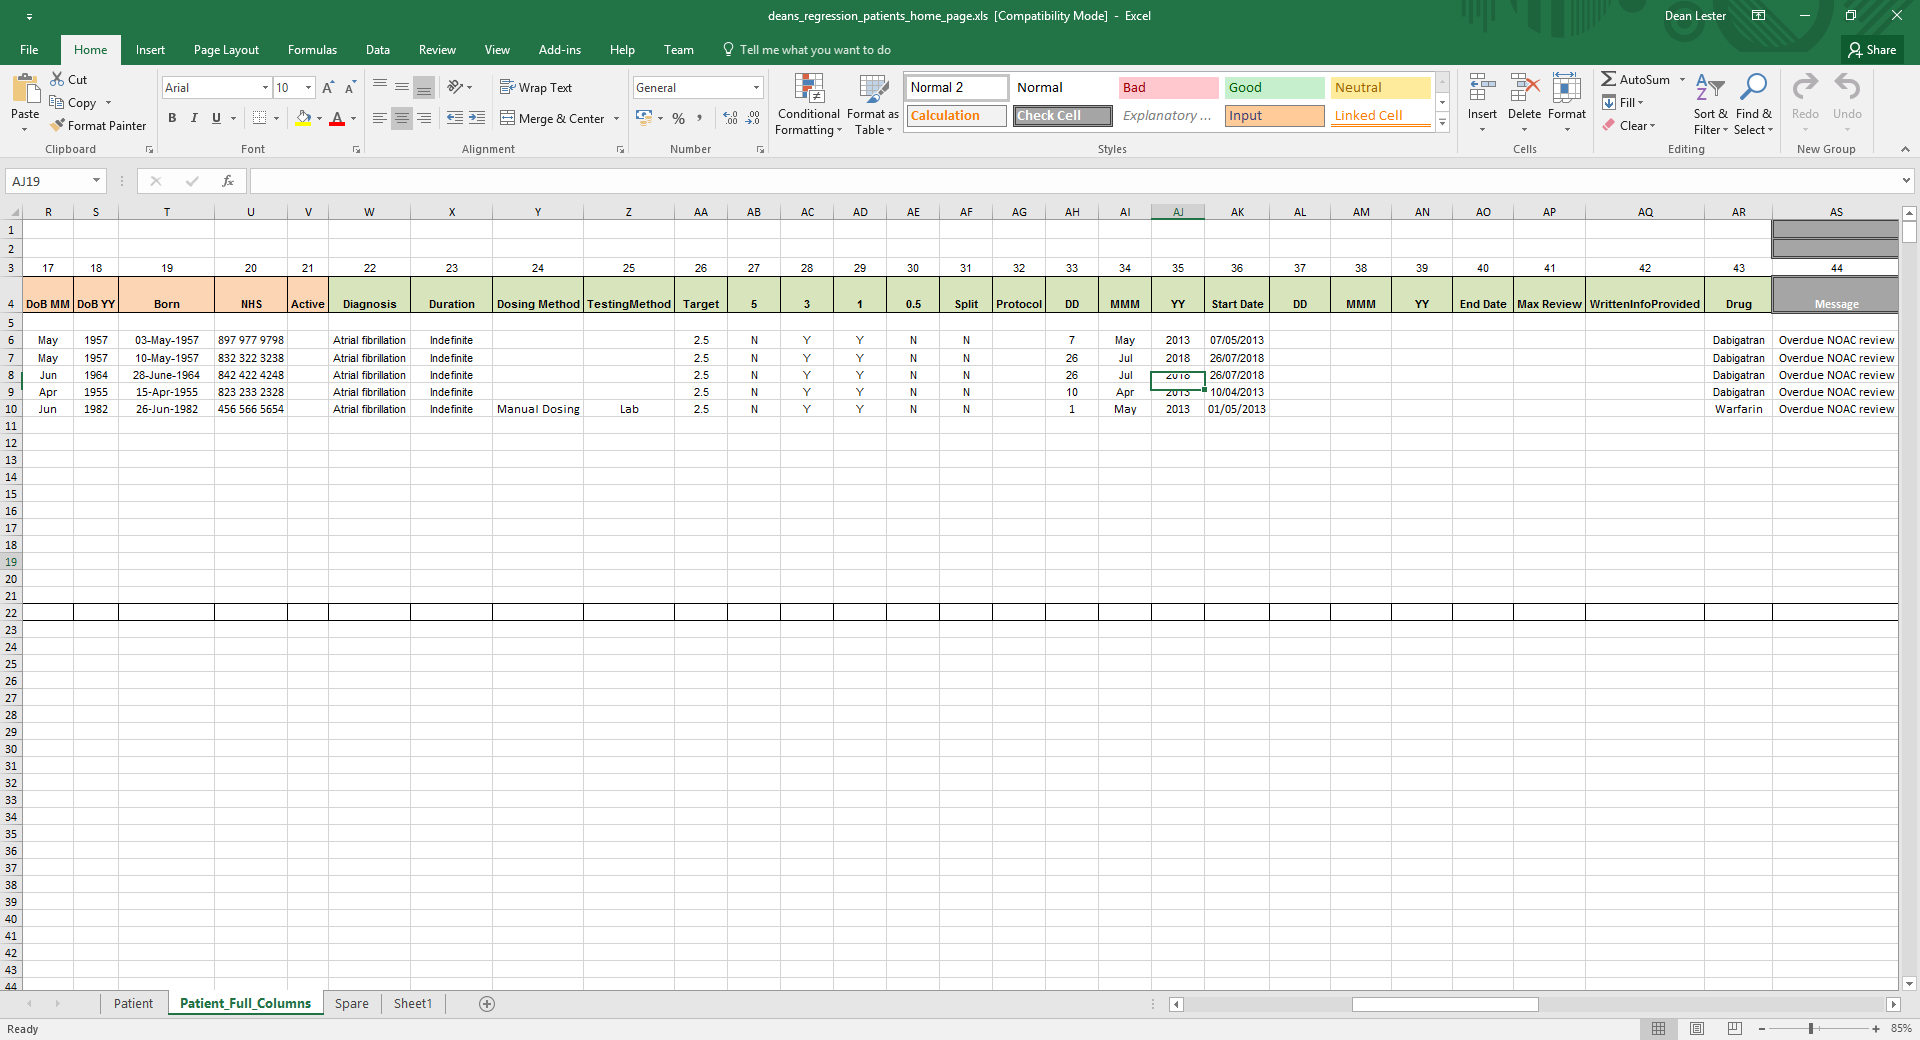 deans_regression_patients_home_page.xls [Compatibility Mode] - Excel
Dean Lester
File Home Insert Page Layout Formulas Data Review View Add-ins Help Team Tell me what you want to do
Share
Paste
Cut
Copy
Format Painter
Clipboard
Arial 10
B I U
Font
Wrap Text
Merge & Center
Alignment
General
Number
Conditional Formatting
Format as Table
Normal 2 Normal Bad Good Neutral
Calculation Check Cell Explanatory ... Input Linked Cell
Styles
Insert Delete Format
Cells
AutoSum
Fill
Clear
Sort & Filter
Find & Select
Editing
Redo Undo
New Group
AJ19 fx
R S T U V W X Y Z AA AB AC AD AE AF AG AH AI AJ AK AL AM AN AO AP AQ AR AS
1
2
3 17 18 19 20 21 22 23 24 25 26 27 28 29 30 31 32 33 34 35 36 37 38 39 40 41 42 43 44
4 DoB MM DoB YY Born NHS Active Diagnosis Duration Dosing Method TestingMethod Target 5 3 1 0.5 Split Protocol DD MMM YY Start Date DD MMM YY End Date Max Review WrittenInfoProvided Drug Message
5
6 May 1957 03-May-1957 897 977 9798 Atrial fibrillation Indefinite 2.5 N Y Y N N 7 May 2013 07/05/2013 Dabigatran Overdue NOAC review
7 May 1957 10-May-1957 832 322 3238 Atrial fibrillation Indefinite 2.5 N Y Y N N 26 Jul 2018 26/07/2018 Dabigatran Overdue NOAC review
8 Jun 1964 28-June-1964 842 422 4248 Atrial fibrillation Indefinite 2.5 N Y Y N N 26 Jul 2018 26/07/2018 Dabigatran Overdue NOAC review
9 Apr 1955 15-Apr-1955 823 233 2328 Atrial fibrillation Indefinite 2.5 N Y Y N N 10 Apr 2013 10/04/2013 Dabigatran Overdue NOAC review
10 Jun 1982 26-Jun-1982 456 566 5654 Atrial fibrillation Indefinite Manual Dosing Lab 2.5 N Y Y N N 1 May 2013 01/05/2013 Warfarin Overdue NOAC review
11
12
13
14
15
16
17
18
19
20
21
22
23
24
25
26
27
28
29
30
31
32
33
34
35
36
37
38
39
40
41
42
43
44
Patient Patient_Full_Columns Spare Sheet1
Ready
85%